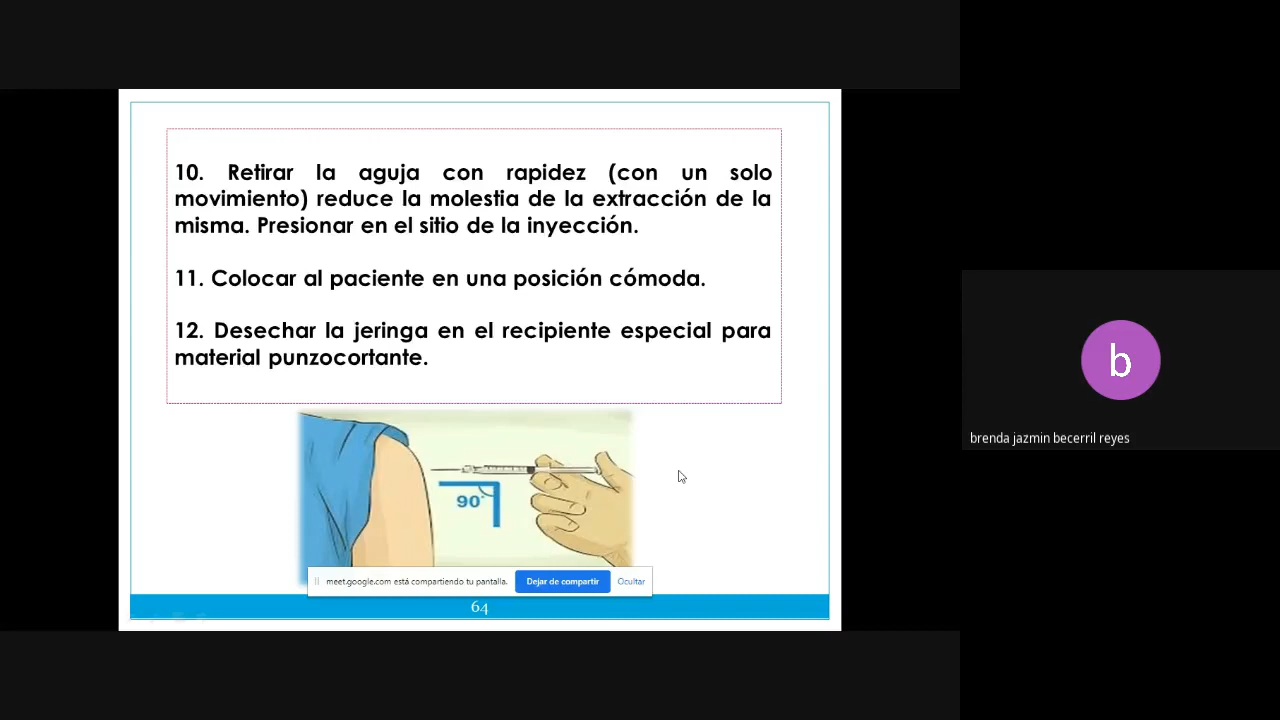 10. Retirar la aguja con rapidez (con un solo
movimiento) reduce la molestia de la extracción de la
misma. Presionar en el sitio de la inyección.
11. Colocar al paciente en una posición cómoda.
12. Desechar la jeringa en el recipiente especial para
material punzocortante.
90°
meet.google.com está compartiendo tu pantalla.
Dejar de compartir
Ocultar
64
b
brenda jazmin becerril reyes